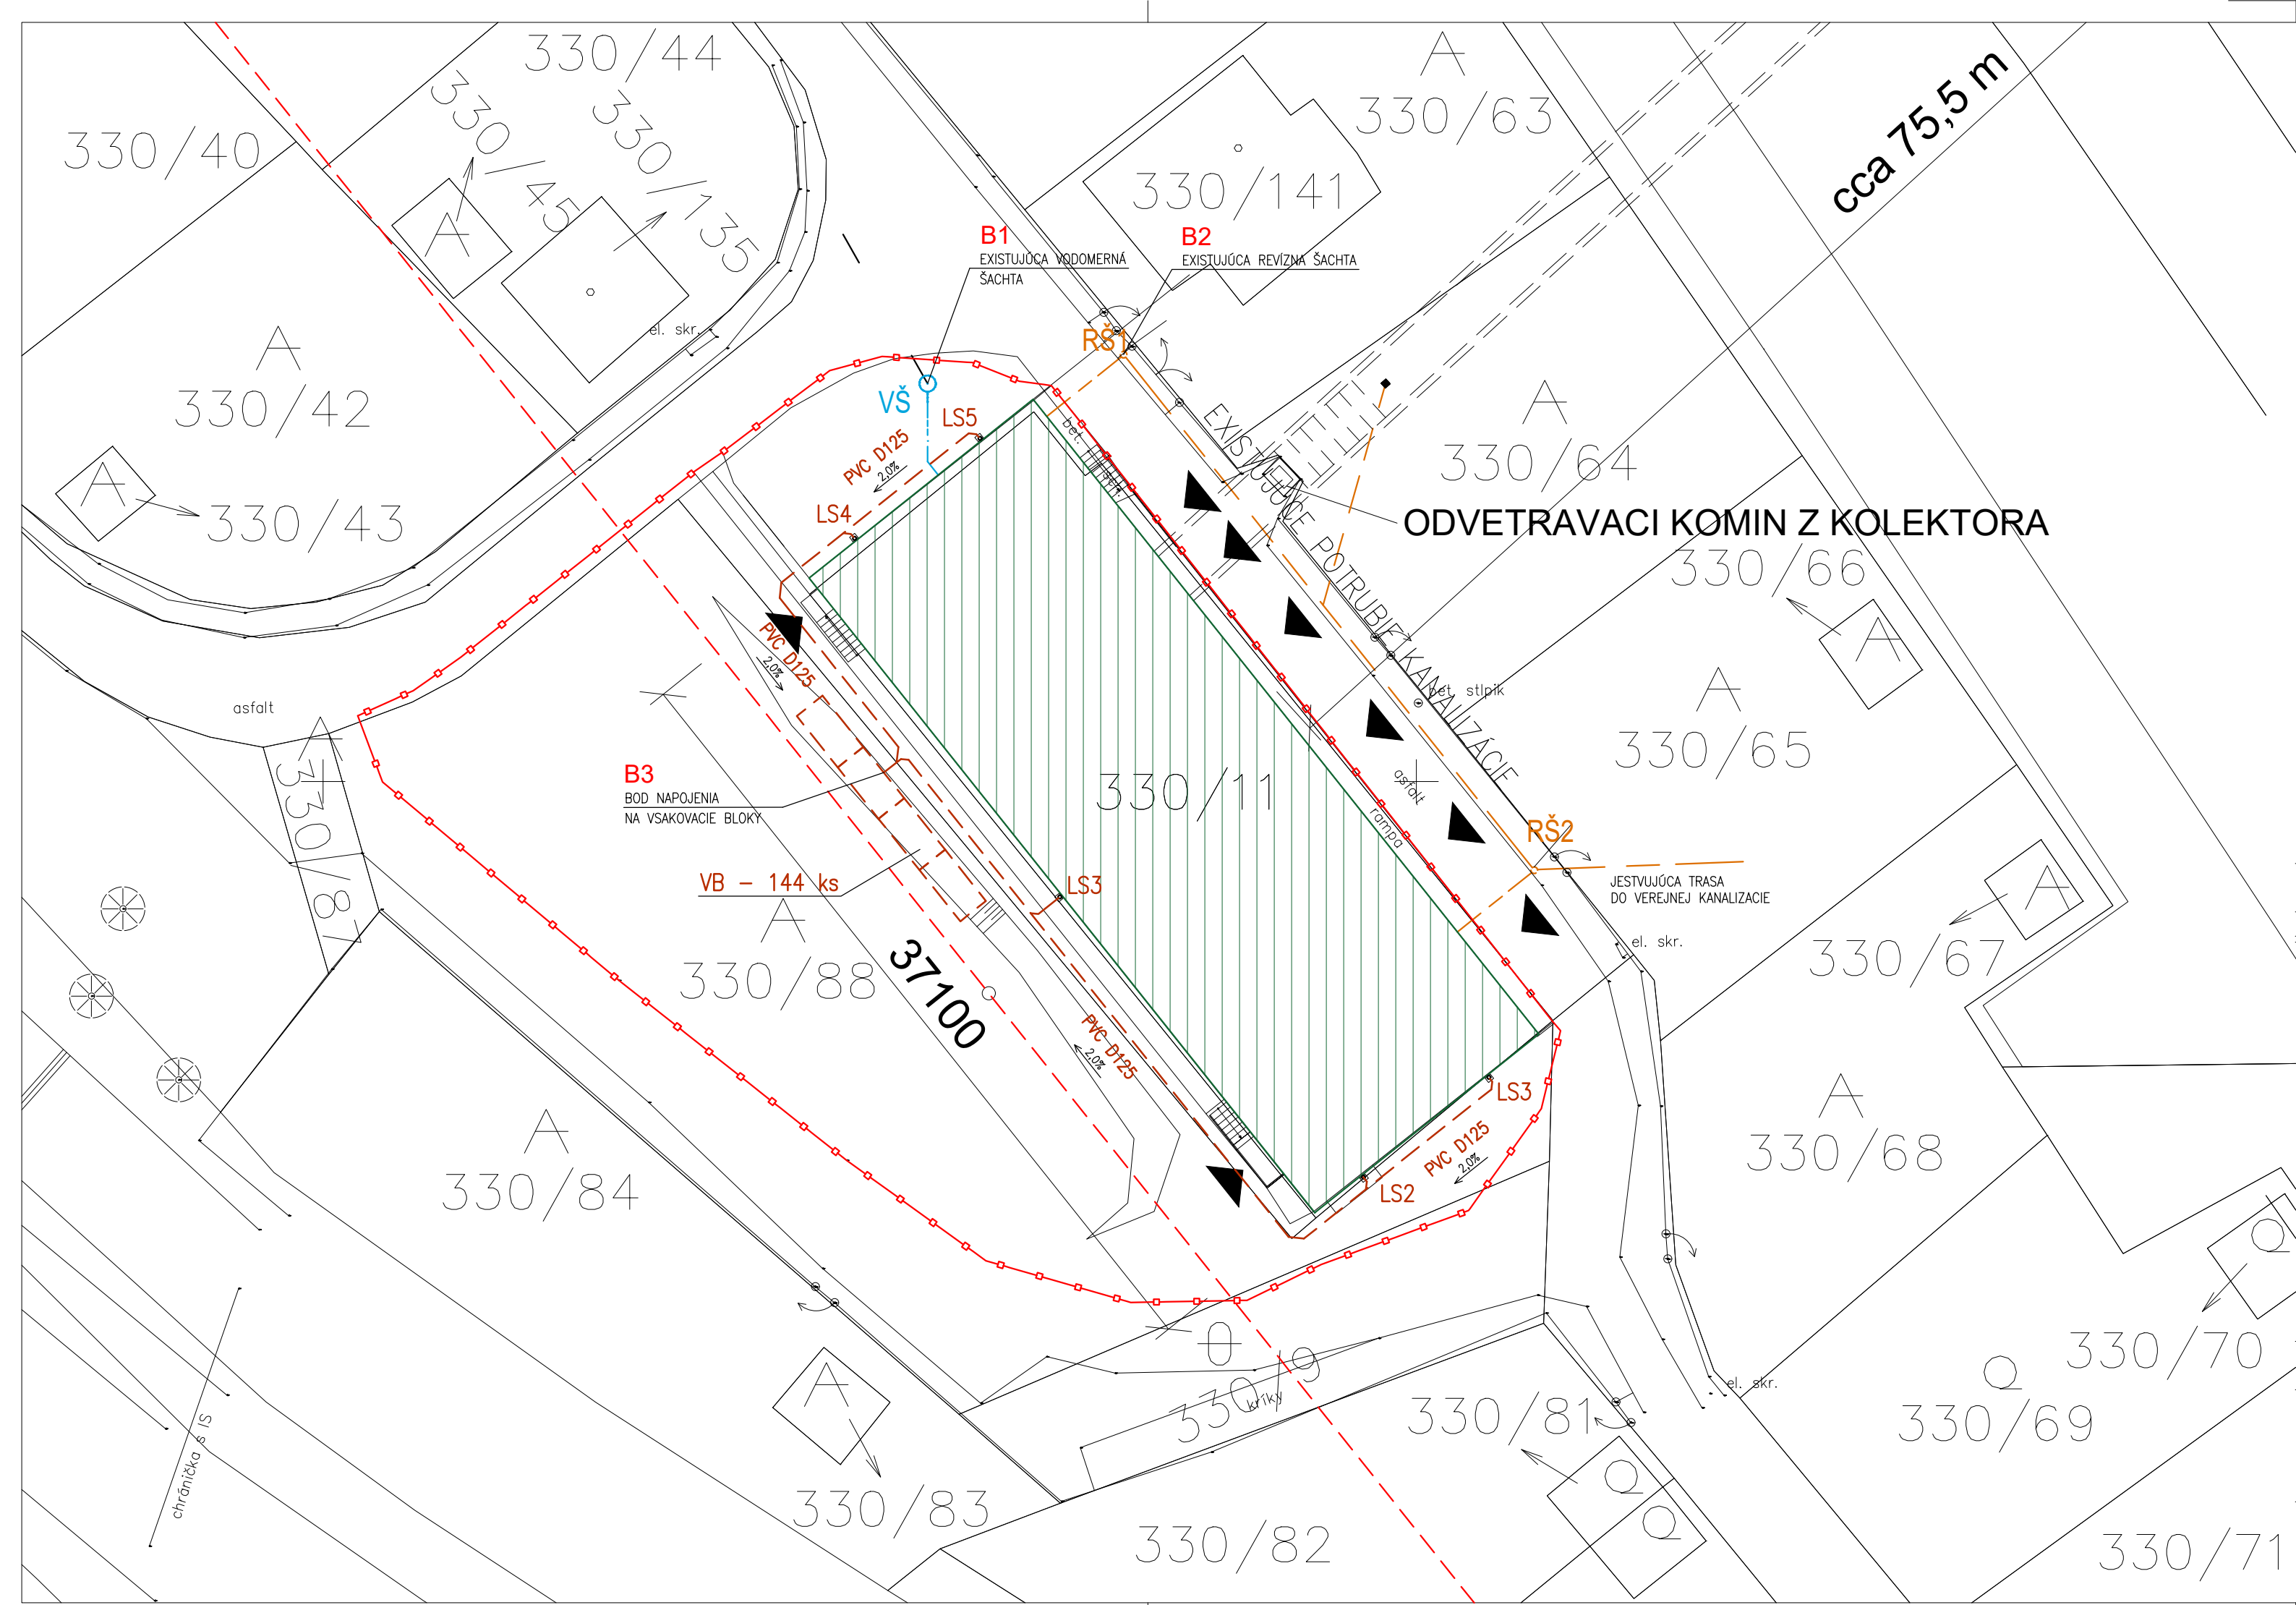 330/44
330/40
330/45
330/135
A
A
330/63
cca 75,5 m
330/141
B1
EXISTUJÚCA VODOMERNÁ
ŠACHTA
B2
EXISTUJÚCA REVÍZNA ŠACHTA
el. skr.
RŠ1
A
330/42
VŠ
LS5
PVC D125
2,0%
LS4
bet.
A
330/64
A
330/43
EXISTUJÚCE POTRUBIE KANALIZÁCIE
ODVETRAVACI KOMIN Z KOLEKTORA
330/66
A
PVC D125
2,0%
bet. stlpik
A
330/65
asfalt
A
330/87
B3
BOD NAPOJENIA
NA VSAKOVACIE BLOKY
330/11
asfalt
rampa
RŠ2
JESTVUJÚCA TRASA
DO VEREJNEJ KANALIZACIE
VB – 144 ks
LS3
A
330/88
37100
el. skr.
A
330/67
PVC D125
2,0%
LS3
PVC D125
2,0%
LS2
A
330/84
A
330/68
330/9
kríky
A
330/83
330/81
330/82
el. skr.
330/70
330/69
330/71
chránička s IS